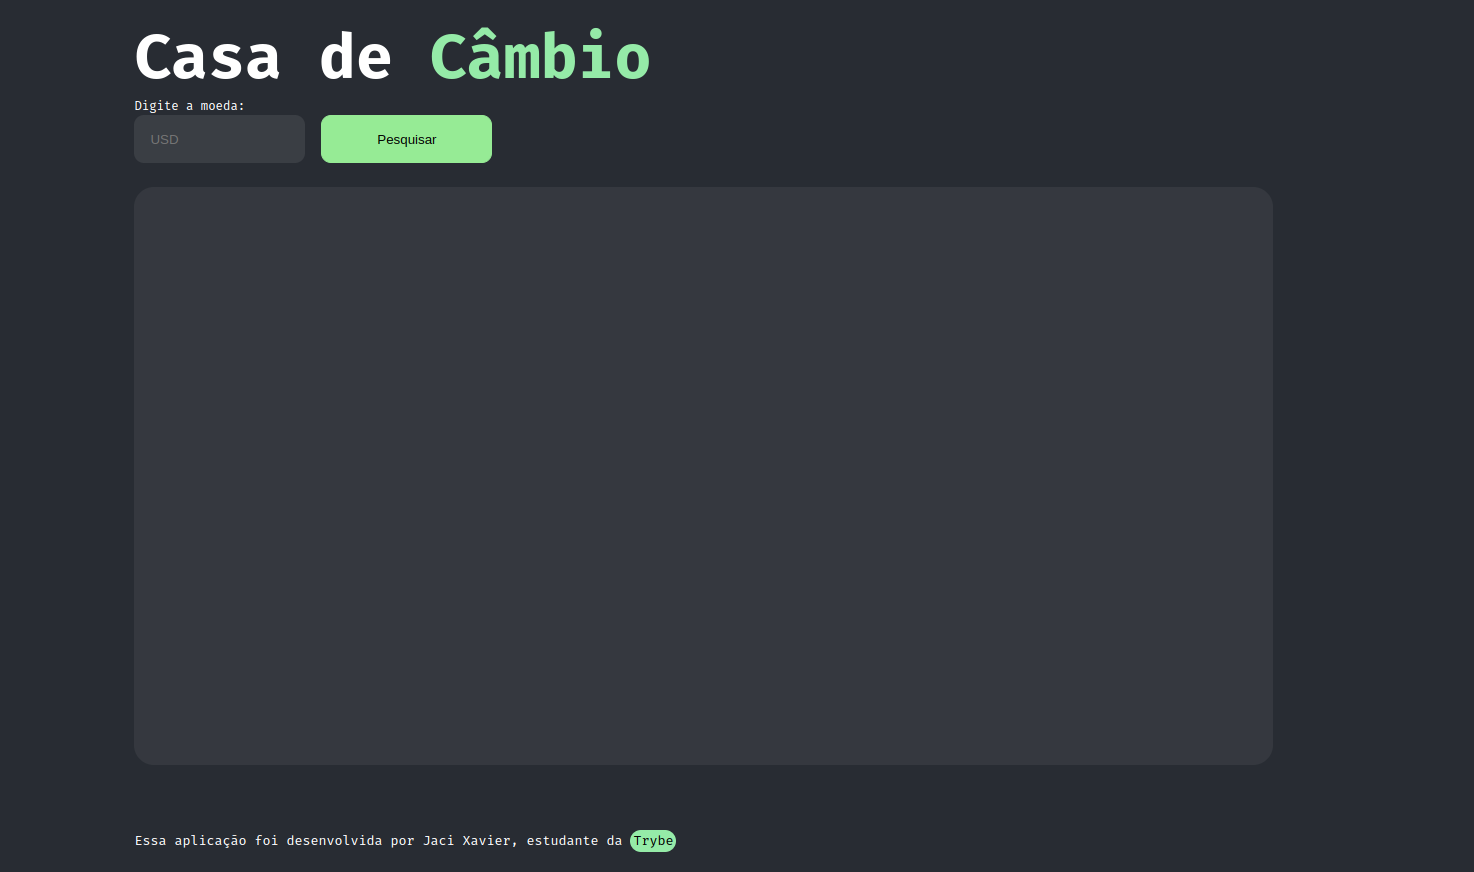 Casa de Câmbio
Digite a moeda:
USD Pesquisar
Essa aplicação foi desenvolvida por Jaci Xavier, estudante da Trybe